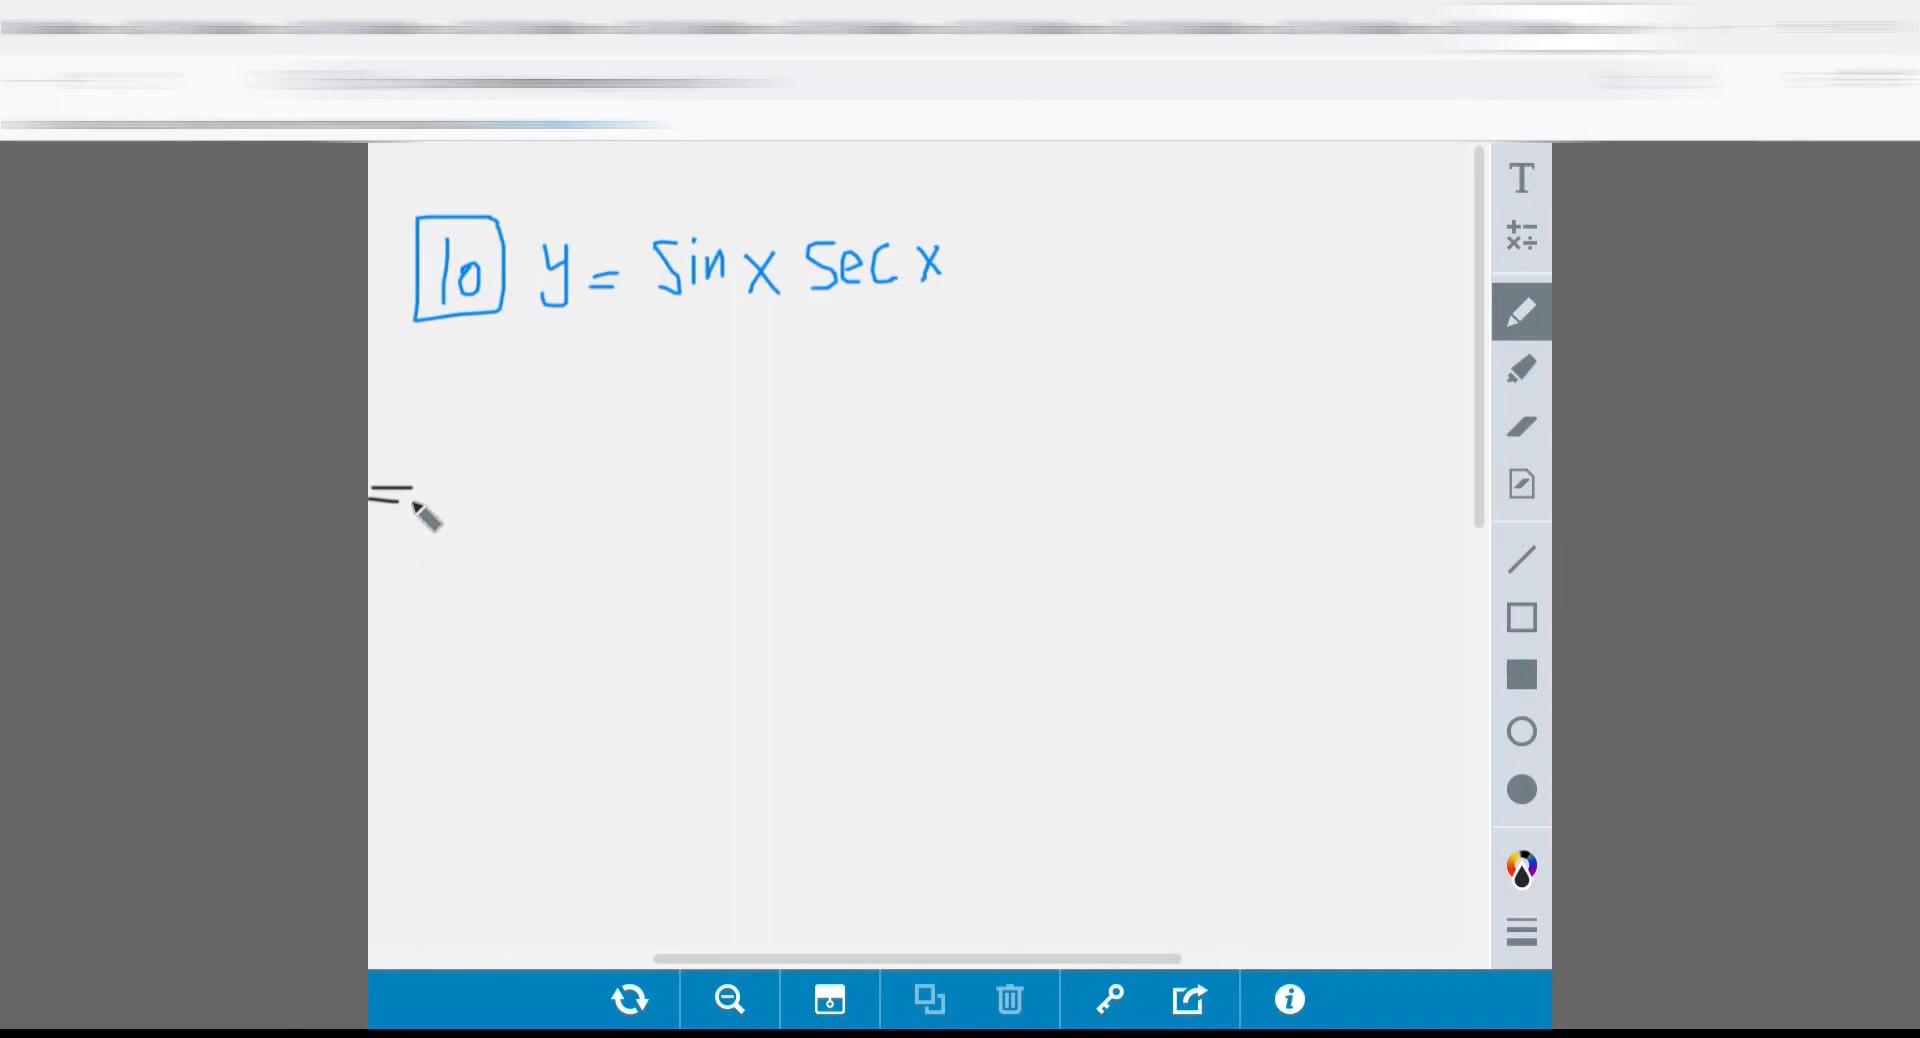 10 y = sin x sec x
=